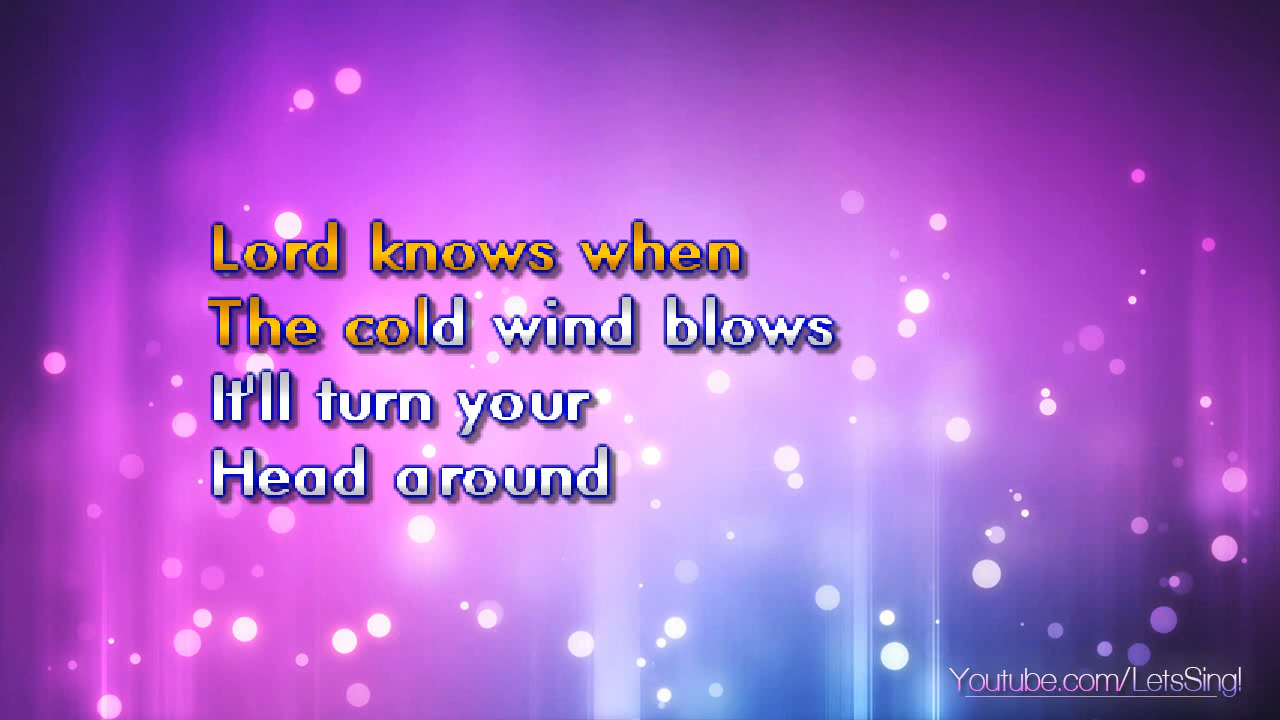 Lord knows when
The cold wind blows
It'll turn your
Head around
Youtube.com/LetsSing!